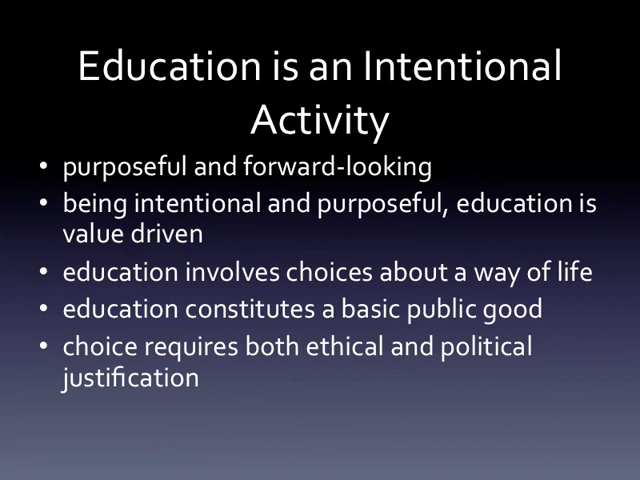 Education is an Intentional
Activity
• purposeful and forward-looking
• being intentional and purposeful, education is
value driven
• education involves choices about a way of life
• education constitutes a basic public good
• choice requires both ethical and political
justification